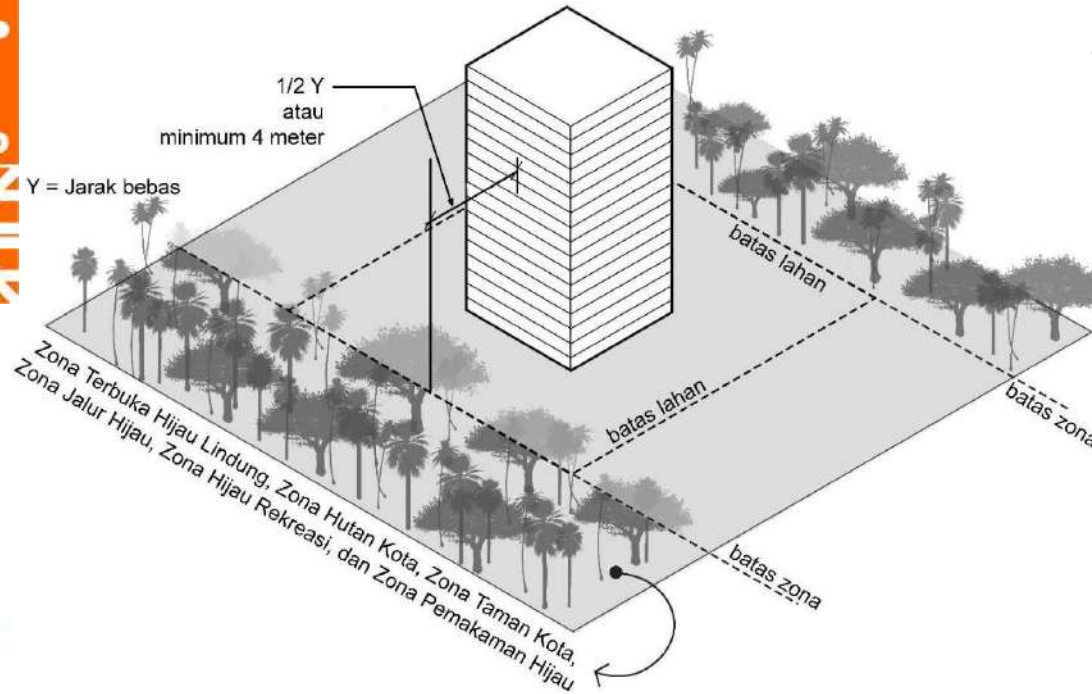 1/2 Y
atau
minimum 4 meter
Y = Jarak bebas
batas lahan
batas lahan
batas zona
batas zona
Zona Terbuka Hijau Lindung, Zona Hutan Kota, Zona Taman Kota,
Zona Jalur Hijau, Zona Hijau Rekreasi, dan Zona Pemakaman Hijau